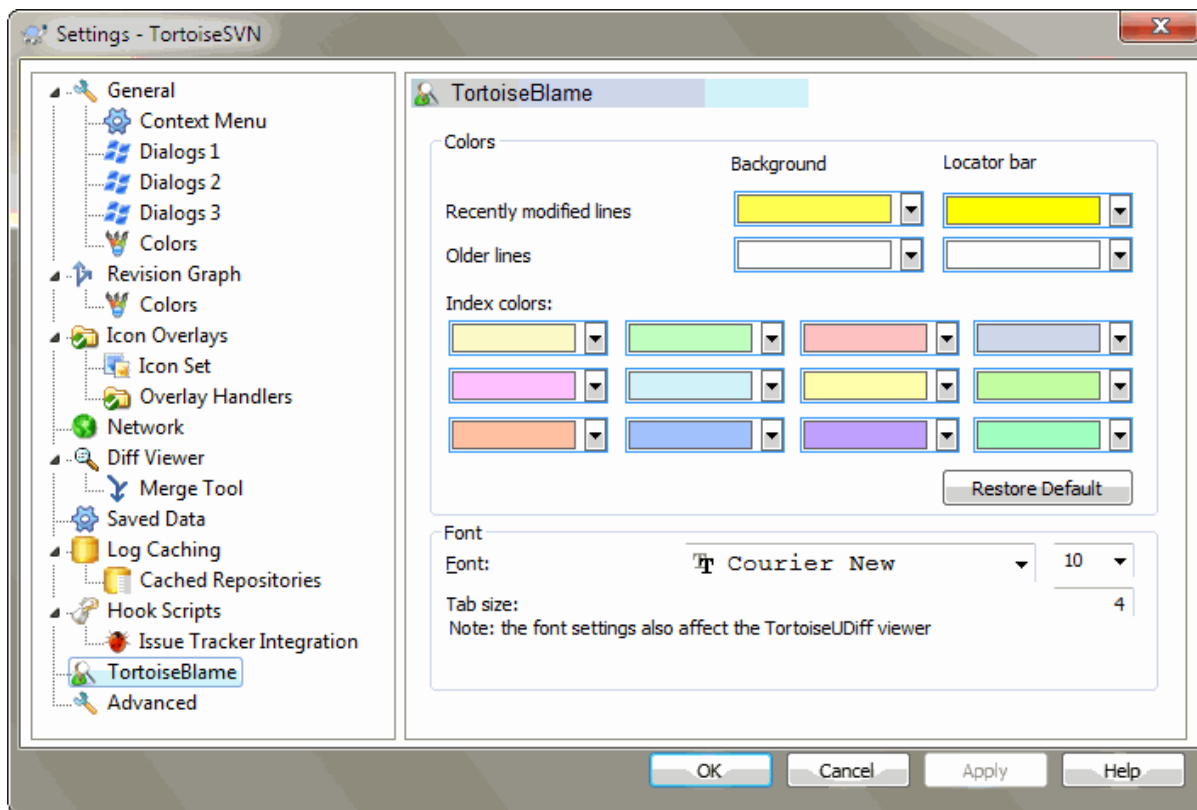 Settings - TortoiseSVN
General
Context Menu
Dialogs 1
Dialogs 2
Dialogs 3
Colors
Revision Graph
Colors
Icon Overlays
Icon Set
Overlay Handlers
Network
Diff Viewer
Merge Tool
Saved Data
Log Caching
Cached Repositories
Hook Scripts
Issue Tracker Integration
TortoiseBlame
Advanced
TortoiseBlame
Colors
Background Locator bar
Recently modified lines
Older lines
Index colors:
Restore Default
Font
Font: Courier New 10
Tab size: 4
Note: the font settings also affect the TortoiseUDiff viewer
OK Cancel Apply Help